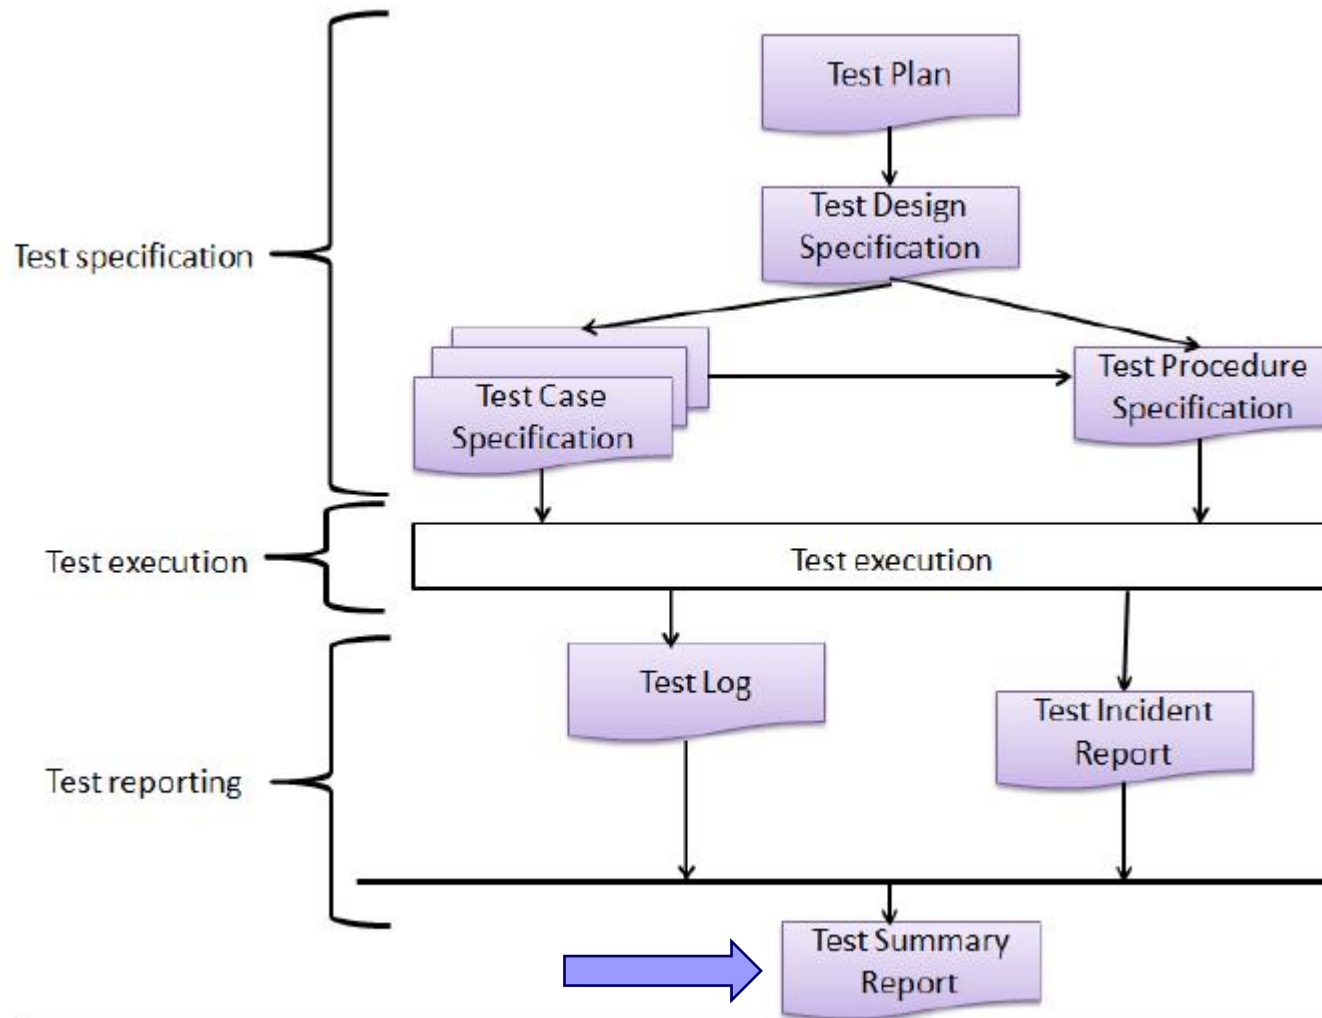 Test Plan
Test Design
Specification
Test specification
Test Case
Specification
Test Procedure
Specification
Test execution
Test execution
Test Log
Test Incident
Report
Test reporting
Test Summary
Report